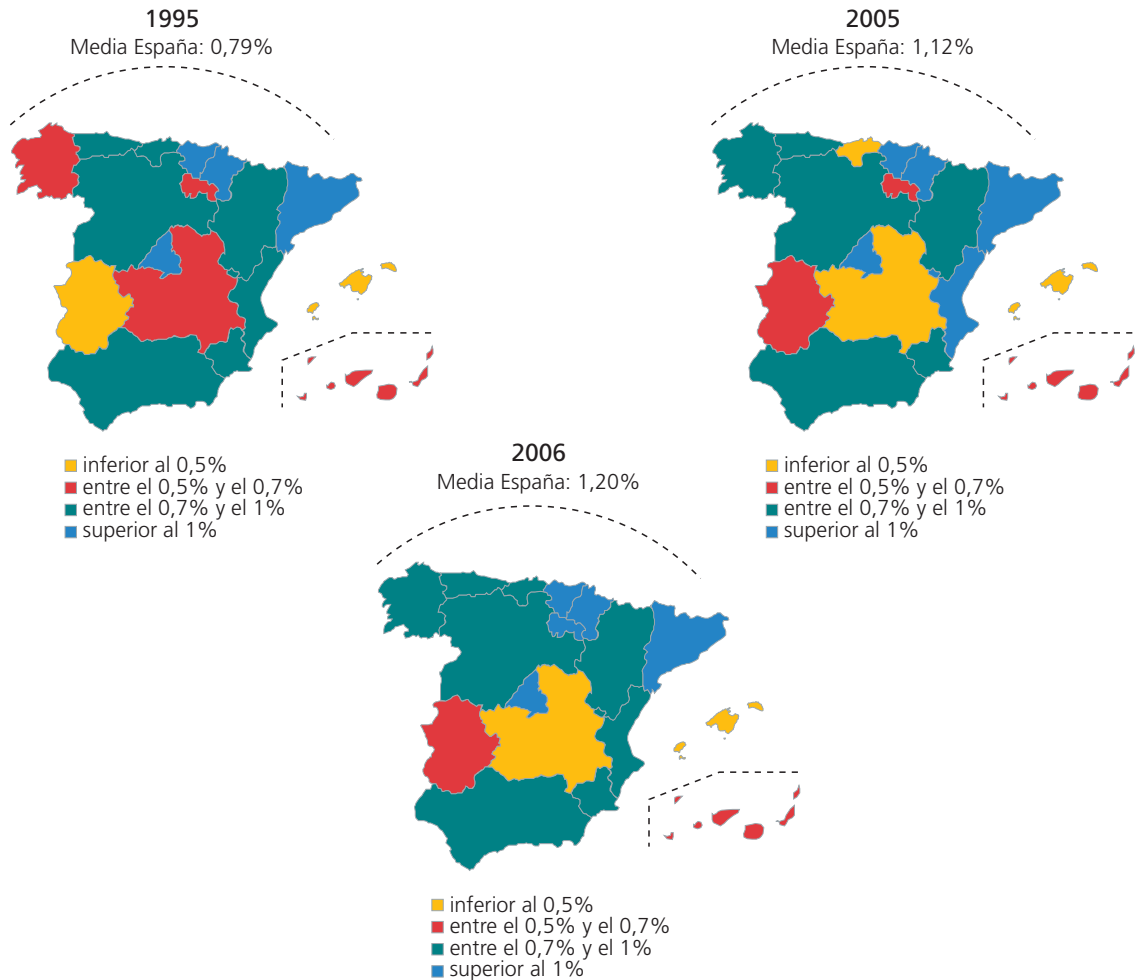 1995
Media España: 0,79%
inferior al 0,5%
entre el 0,5% y el 0,7%
entre el 0,7% y el 1%
superior al 1%
2005
Media España: 1,12%
inferior al 0,5%
entre el 0,5% y el 0,7%
entre el 0,7% y el 1%
superior al 1%
2006
Media España: 1,20%
inferior al 0,5%
entre el 0,5% y el 0,7%
entre el 0,7% y el 1%
superior al 1%